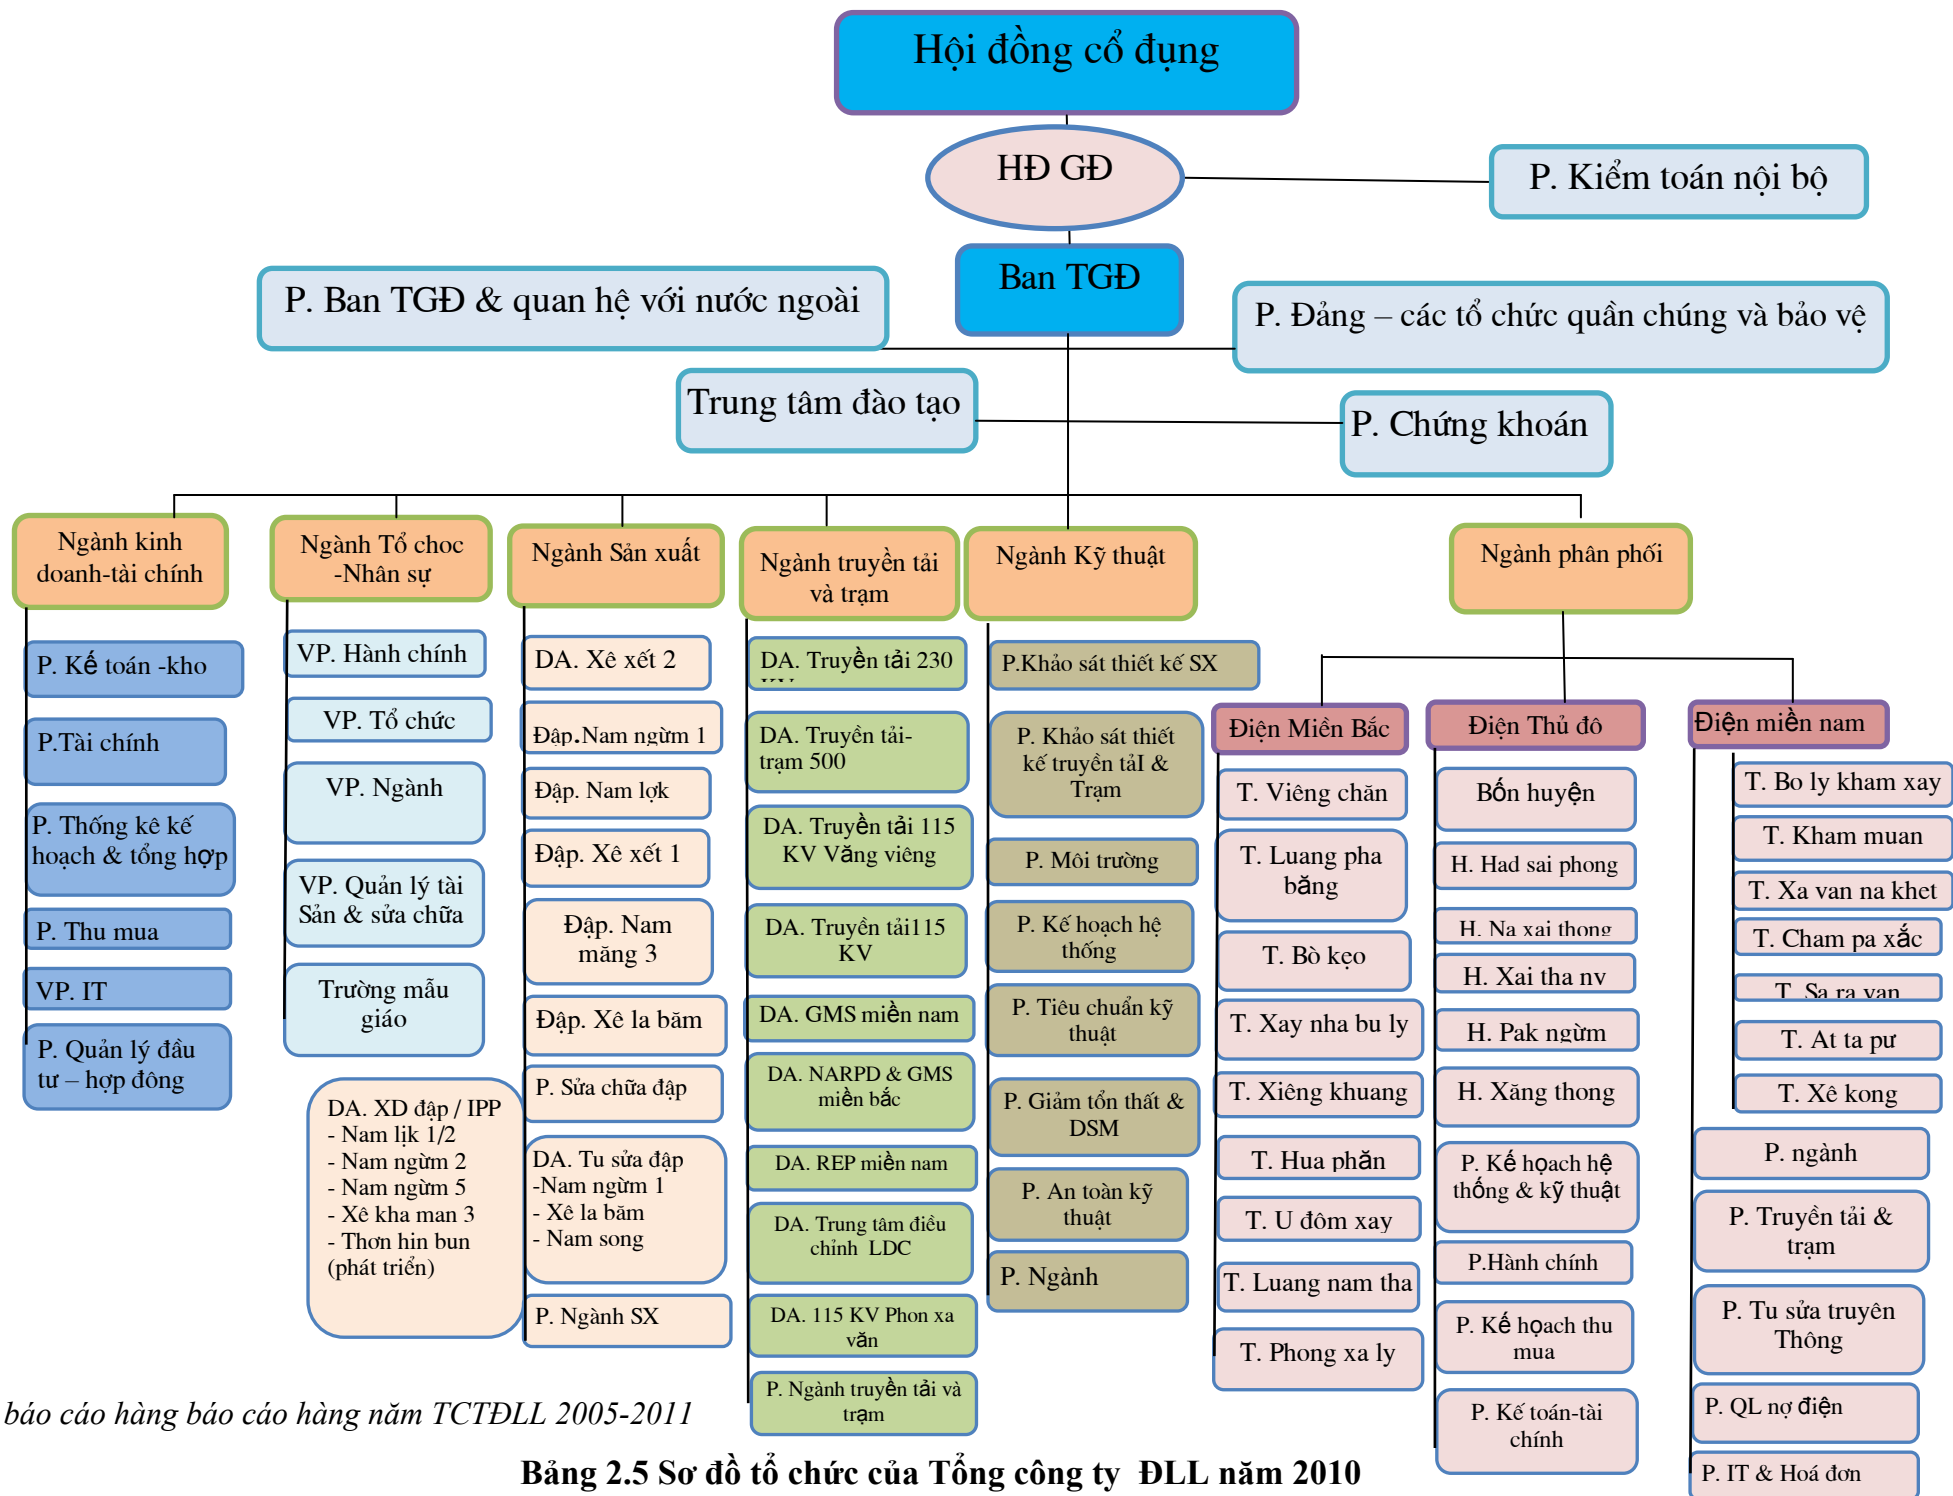 Hội đồng cổ đụng
HĐ GĐ
P. Kiểm toán nội bộ
Ban TGĐ
P. Ban TGĐ & quan hệ với nước ngoài
P. Đảng – các tổ chức quần chúng và bảo vệ
Trung tâm đào tạo
P. Chứng khoán
Ngành kinh
doanh-tài chính
P. Kế toán -kho
P.Tài chính
P. Thống kê kế
hoạch & tổng hợp
P. Thu mua
VP. IT
P. Quản lý đầu
tư – hợp đông
Ngành Tổ choc
-Nhân sự
VP. Hành chính
VP. Tổ chức
VP. Ngành
VP. Quản lý tài
Sản & sửa chữa
Trường mẫu
giáo
Ngành Sản xuất
DA. Xê xết 2
Đập.Nam ngừm 1
Đập. Nam lợk
Đập. Xê xết 1
Đập. Nam
măng 3
Đập. Xê la băm
P. Sửa chữa đập
DA. XD đập / IPP
- Nam lịk 1/2
- Nam ngừm 2
- Nam ngừm 5
- Xê kha man 3
- Thơn hin bun
(phát triển)
DA. Tu sửa đập
-Nam ngừm 1
- Xê la băm
- Nam song
P. Ngành SX
Ngành truyền tải
và trạm
DA. Truyền tải 230
KV
DA. Truyền tải-
trạm 500
DA. Truyền tải 115
KV Văng viêng
DA. Truyền tải115
KV
DA. GMS miền nam
DA. NARPD & GMS
miền bắc
DA. REP miền nam
DA. Trung tâm điều
chỉnh LDC
DA. 115 KV Phon xa
văn
P. Ngành truyền tải và
trạm
Ngành Kỹ thuật
P.Khảo sát thiết kế SX
P. Khảo sát thiết
kế truyền tảI &
Trạm
P. Môi trường
P. Kế hoạch hệ
thống
P. Tiêu chuẩn kỹ
thuật
P. Giảm tổn thất &
DSM
P. An toàn kỹ
thuật
P. Ngành
Ngành phân phối
Điện Miền Bắc
T. Viêng chăn
T. Luang pha
băng
T. Bò kẹo
T. Xay nha bu ly
T. Xiêng khuang
T. Hua phăn
T. U đôm xay
T. Luang nam tha
T. Phong xa ly
Điện Thủ đô
Bốn huyện
H. Had sai phong
H. Na xai thong
H. Xai tha ny
H. Pak ngừm
H. Xăng thong
P. Kế hoạch hệ
thống & kỹ thuật
P.Hành chính
P. Kế hoạch thu
mua
P. Kế toán-tài
chính
Điện miền nam
T. Bo ly kham xay
T. Kham muan
T. Xa van na khet
T. Cham pa xắc
T. Sa ra van
T. At ta pư
T. Xê kong
P. ngành
P. Truyền tải &
trạm
P. Tu sửa truyên
Thông
P. QL nợ điện
P. IT & Hoá đơn
báo cáo hàng báo cáo hàng năm TCTĐLL 2005-2011
Bảng 2.5 Sơ đồ tổ chức của Tổng công ty ĐLL năm 2010